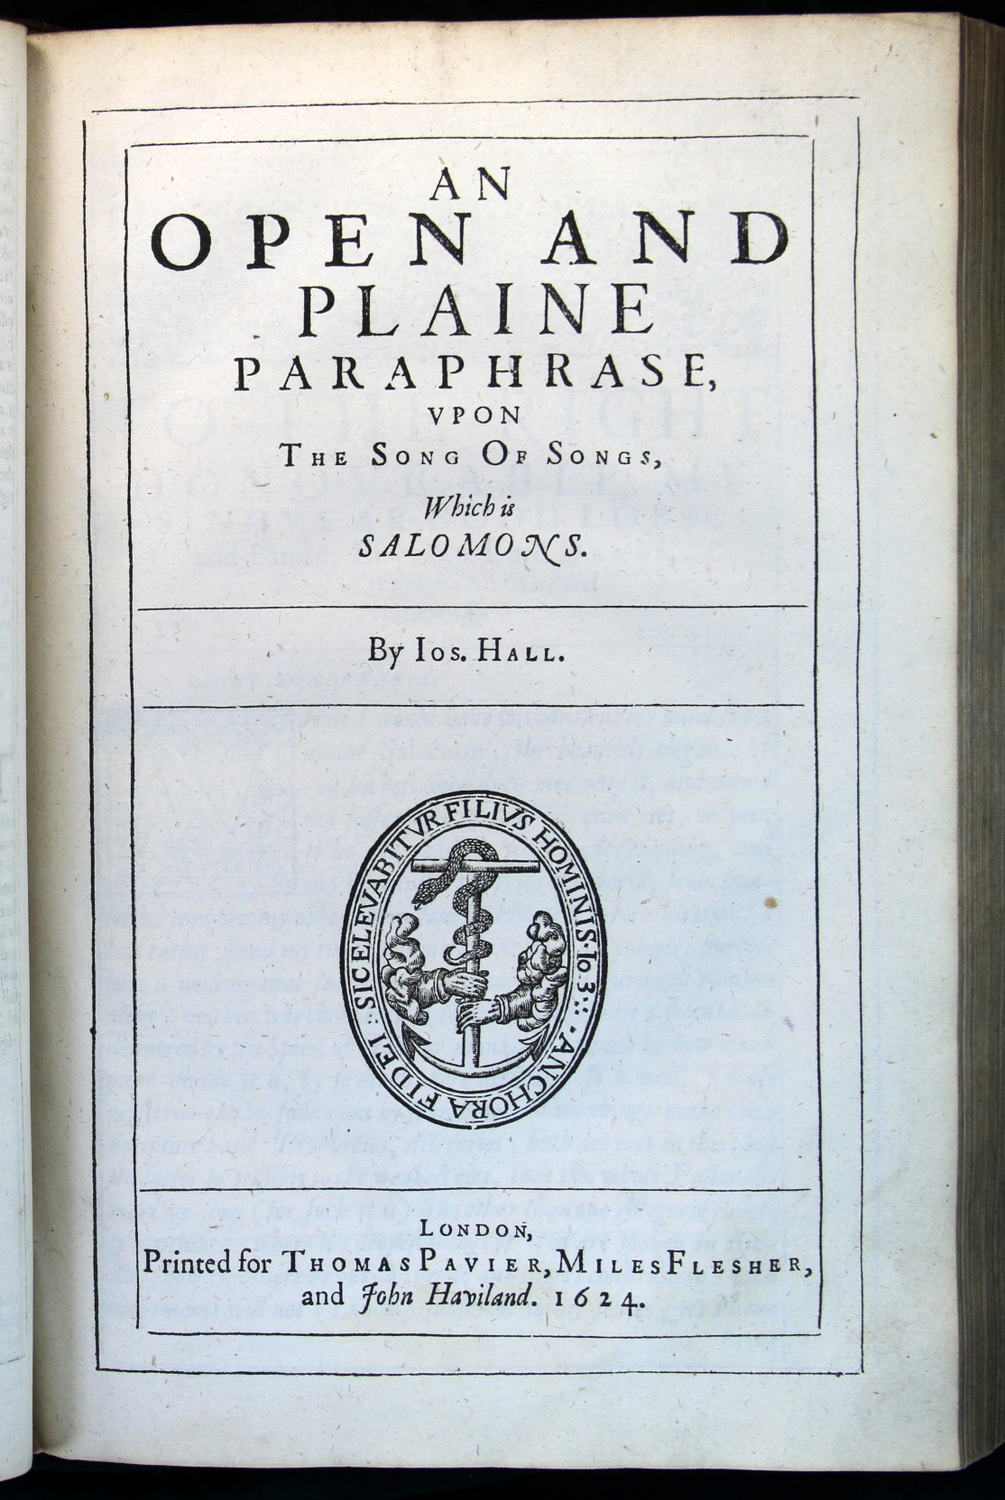 AN
OPEN AND
PLAINE
PARAPHRASE,
VPON
THE SONG OF SONGS,
Which is
SALOMONS.
By Ios. HALL.
SIC ELEVABITVR FILIVS HOMINIS· Io 3 ·:· ANCHORA FIDEI ·
LONDON,
Printed for THOMAS PAVIER, MILES FLESHER,
and John Haviland. 1624.